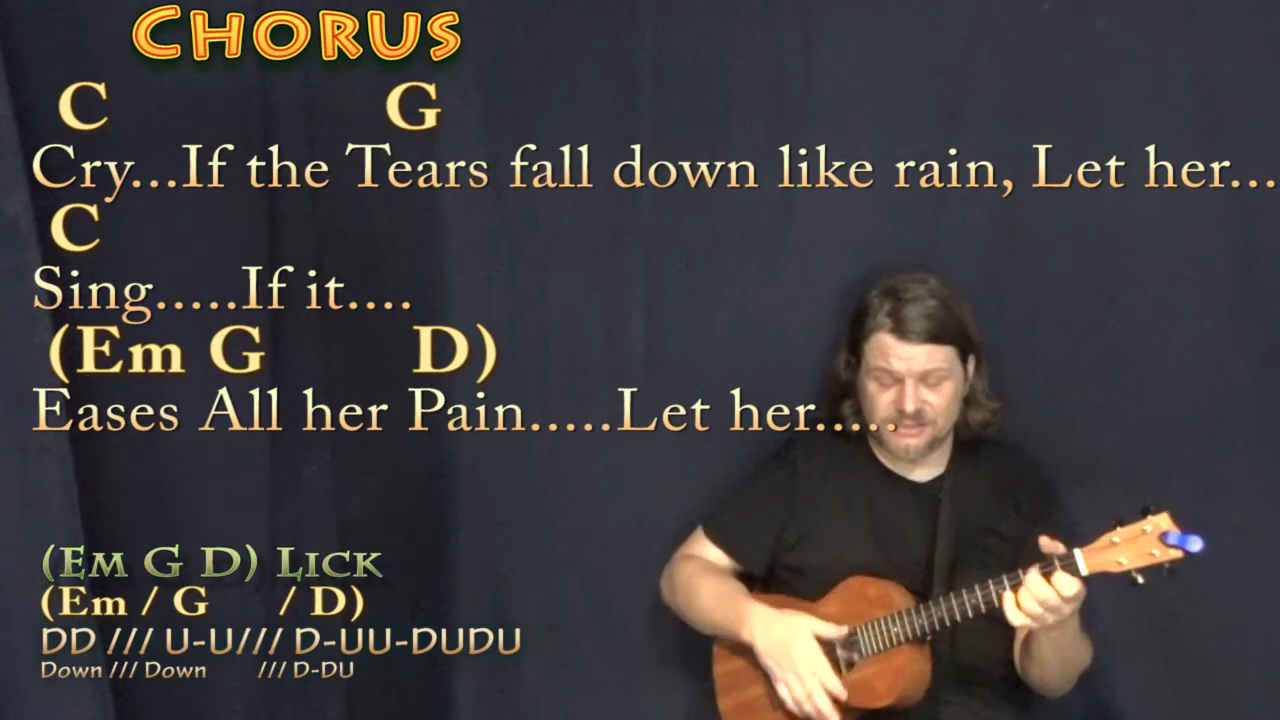 CHORUS
C G
Cry...If the Tears fall down like rain, Let her...
C
Sing.....If it....
(Em G D)
Eases All her Pain.....Let her.....
(EM G D) LICK
(Em / G / D)
DD /// U-U/// D-UU-DUDU
Down /// Down /// D-DU